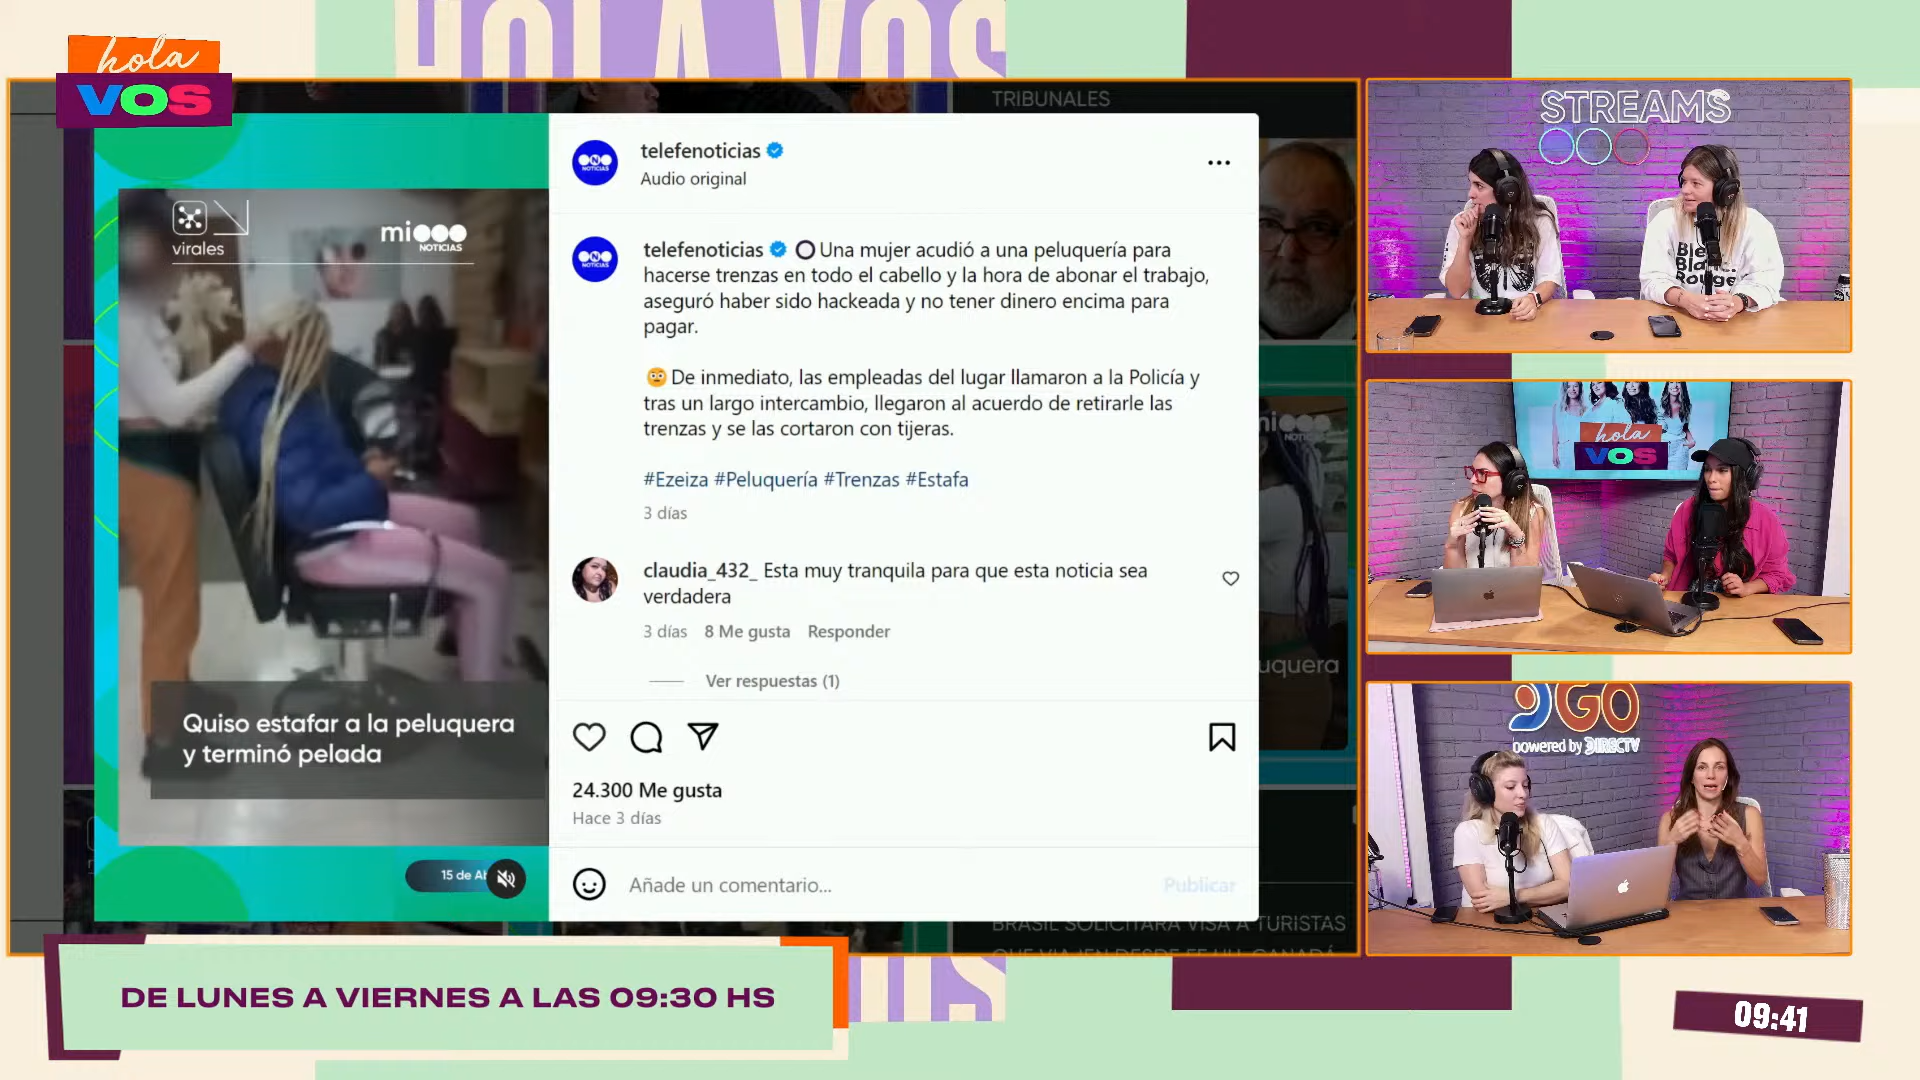 HOLA VOS
hola
VOS
TRIBUNALES
telefenoticias
Audio original
virales
mi
NOTICIAS
telefenoticias Una mujer acudió a una peluquería para
hacerse trenzas en todo el cabello y la hora de abonar el trabajo,
aseguró haber sido hackeada y no tener dinero encima para
pagar.
De inmediato, las empleadas del lugar llamaron a la Policía y
tras un largo intercambio, llegaron al acuerdo de retirarle las
trenzas y se las cortaron con tijeras.
#Ezeiza #Peluquería #Trenzas #Estafa
3 días
claudia_432_ Esta muy tranquila para que esta noticia sea
verdadera
3 días 8 Me gusta Responder
Ver respuestas (1)
Quiso estafar a la peluquera
y terminó pelada
24.300 Me gusta
Hace 3 días
15 de Ab
Añade un comentario...
Publicar
uquera
BRASIL SOLICITARÁ VISA A TURISTAS
QUE VIAJEN DESDE EE.UU., CANADÁ
STREAMS
Bleu
Blanc
Rouge
hola
VOS
DGO
powered by DIRECTV
DE LUNES A VIERNES A LAS 09:30 HS
09:41